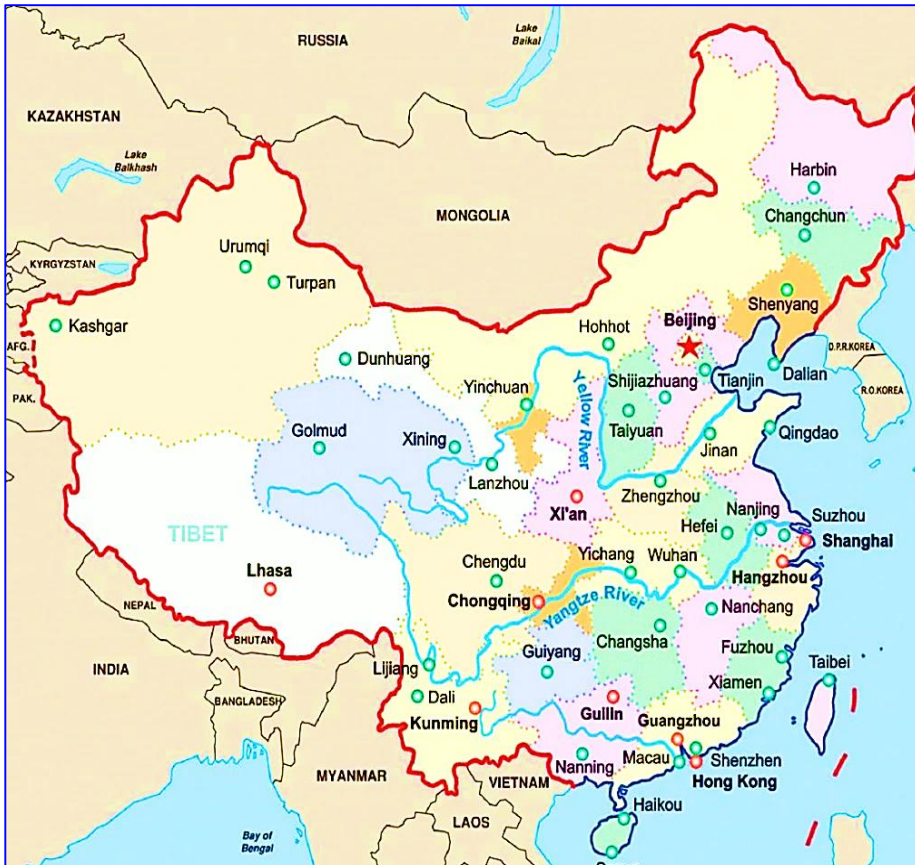 RUSSIA
Lake
Baikal
KAZAKHSTAN
Lake
Balkhash
MONGOLIA
Harbin
Changchun
Urumqi
Turpan
KYRGYZSTAN
Shenyang
Kashgar
Hohhot
Beijing
AFG.
Dunhuang
D.P.R.KOREA
Dalian
Tianjin
Shijiazhuang
Yinchuan
R.O.KOREA
PAK.
Yellow River
Taiyuan
Golmud
Xining
Jinan
Qingdao
Lanzhou
Zhengzhou
Xi'an
Nanjing
Suzhou
TIBET
Hefei
Shanghai
Yichang
Wuhan
Chengdu
Hangzhou
Lhasa
Chongqing
Yangtze River
Nanchang
NEPAL
Changsha
BHUTAN
Guiyang
Fuzhou
INDIA
Lijiang
Taibei
Xiamen
BANGLADESH
Dali
Kunming
Guilin
Guangzhou
Macau
Shenzhen
Nanning
Hong Kong
MYANMAR
VIETNAM
Haikou
LAOS
Bay of
Bengal